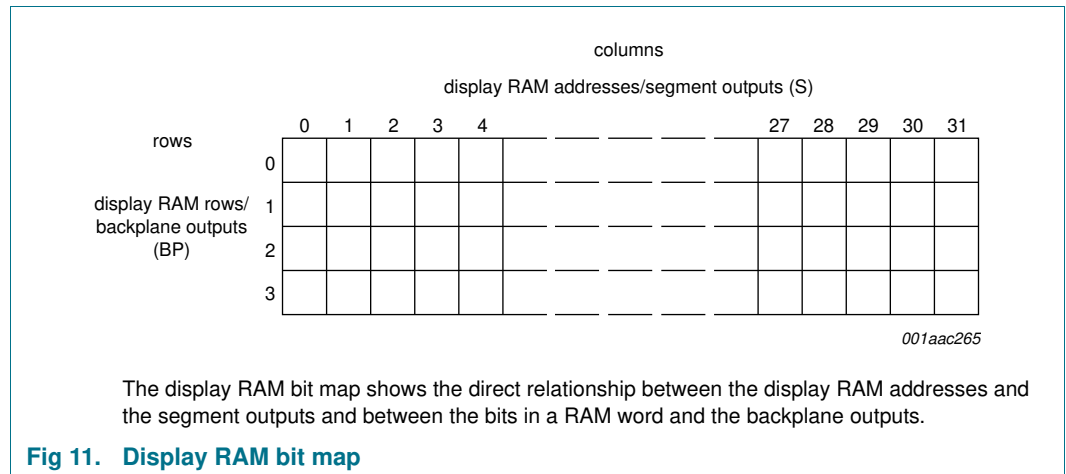 columns
display RAM addresses/segment outputs (S)
0 1 2 3 4 27 28 29 30 31
rows
0
display RAM rows/ 1
backplane outputs
(BP) 2
3
001aac265
The display RAM bit map shows the direct relationship between the display RAM addresses and
the segment outputs and between the bits in a RAM word and the backplane outputs.
Fig 11. Display RAM bit map